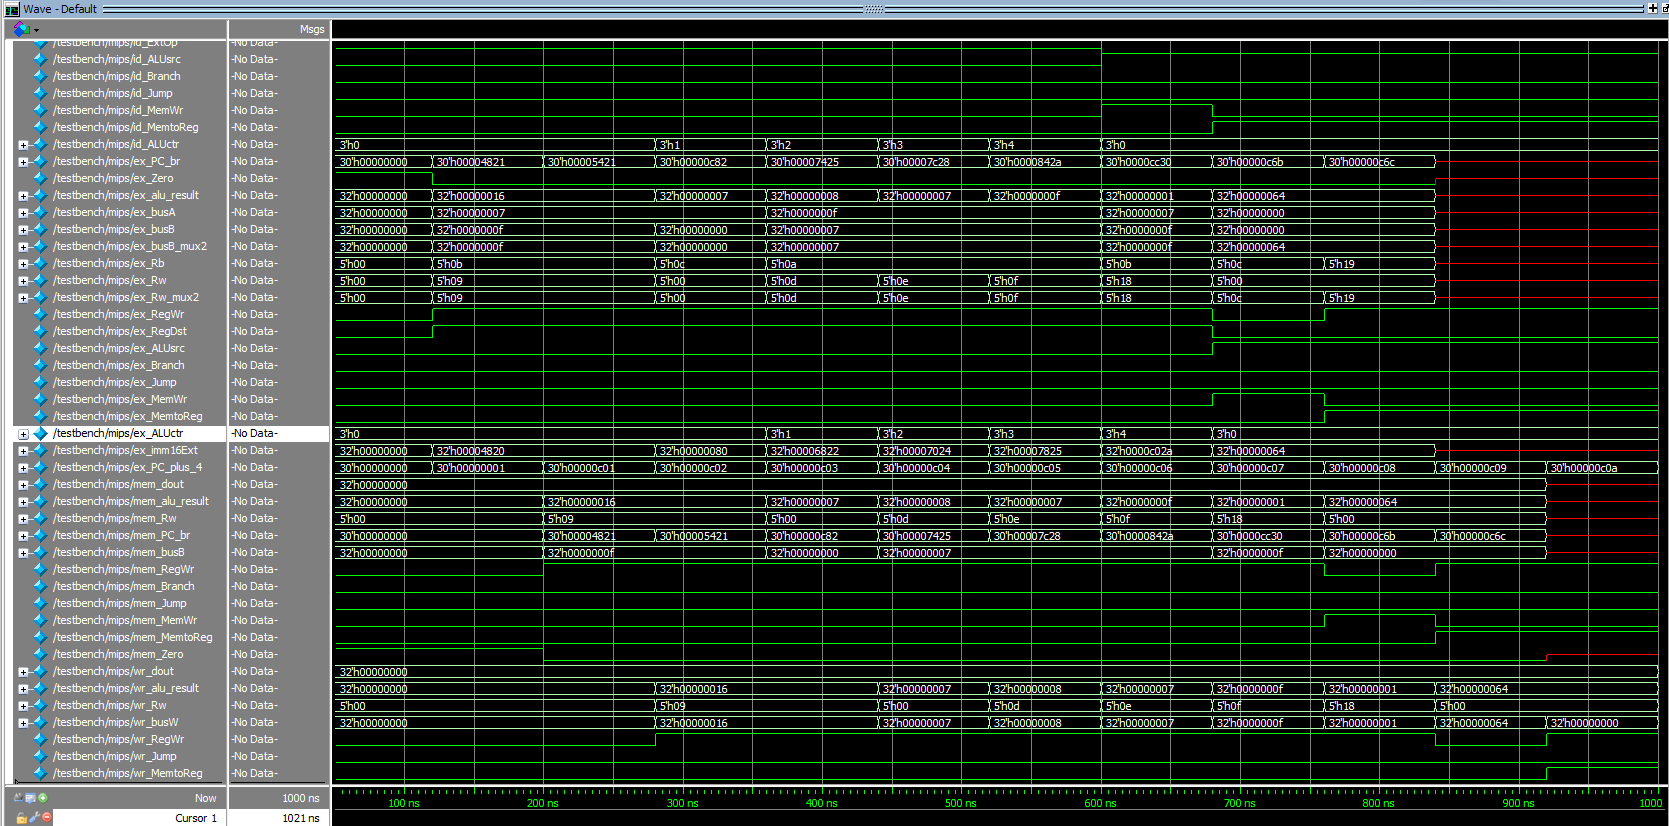 Wave - Default
Msgs
/testbench/mips/id_ExtOp -No Data-
/testbench/mips/id_ALUsrc -No Data-
/testbench/mips/id_Branch -No Data-
/testbench/mips/id_Jump -No Data-
/testbench/mips/id_MemWr -No Data-
/testbench/mips/id_MemtoReg -No Data-
/testbench/mips/id_ALUctr -No Data- 3'h0 3'h1 3'h2 3'h3 3'h4 3'h0
/testbench/mips/ex_PC_br -No Data- 30'h00000000 30'h00004821 30'h00005421 30'h00000c82 30'h00007425 30'h00007c28 30'h0000842a 30'h0000cc30 30'h00000c6b 30'h00000c6c
/testbench/mips/ex_Zero -No Data-
/testbench/mips/ex_alu_result -No Data- 32'h00000000 32'h00000016 32'h00000007 32'h00000008 32'h00000007 32'h0000000f 32'h00000001 32'h00000064
/testbench/mips/ex_busA -No Data- 32'h00000000 32'h00000007 32'h0000000f 32'h00000007 32'h00000000
/testbench/mips/ex_busB -No Data- 32'h00000000 32'h0000000f 32'h00000000 32'h00000007 32'h0000000f 32'h00000000
/testbench/mips/ex_busB_mux2 -No Data- 32'h00000000 32'h0000000f 32'h00000000 32'h00000007 32'h0000000f 32'h00000064
/testbench/mips/ex_Rb -No Data- 5'h00 5'h0b 5'h0c 5'h0a 5'h0b 5'h0c 5'h19
/testbench/mips/ex_Rw -No Data- 5'h00 5'h09 5'h00 5'h0d 5'h0e 5'h0f 5'h18 5'h00
/testbench/mips/ex_Rw_mux2 -No Data- 5'h00 5'h09 5'h00 5'h0d 5'h0e 5'h0f 5'h18 5'h0c 5'h19
/testbench/mips/ex_RegWr -No Data-
/testbench/mips/ex_RegDst -No Data-
/testbench/mips/ex_ALUsrc -No Data-
/testbench/mips/ex_Branch -No Data-
/testbench/mips/ex_Jump -No Data-
/testbench/mips/ex_MemWr -No Data-
/testbench/mips/ex_MemtoReg -No Data-
/testbench/mips/ex_ALUctr -No Data- 3'h0 3'h1 3'h2 3'h3 3'h4 3'h0
/testbench/mips/ex_imm16Ext -No Data- 32'h00000000 32'h00004820 32'h00000080 32'h00006822 32'h00007024 32'h00007825 32'h0000c02a 32'h00000064
/testbench/mips/ex_PC_plus_4 -No Data- 30'h00000000 30'h00000001 30'h00000c01 30'h00000c02 30'h00000c03 30'h00000c04 30'h00000c05 30'h00000c06 30'h00000c07 30'h00000c08 30'h00000c09 30'h00000c0a
/testbench/mips/mem_dout -No Data- 32'h00000000
/testbench/mips/mem_alu_result -No Data- 32'h00000000 32'h00000016 32'h00000007 32'h00000008 32'h00000007 32'h0000000f 32'h00000001 32'h00000064
/testbench/mips/mem_Rw -No Data- 5'h00 5'h09 5'h00 5'h0d 5'h0e 5'h0f 5'h18 5'h00
/testbench/mips/mem_PC_br -No Data- 30'h00000000 30'h00004821 30'h00005421 30'h00000c82 30'h00007425 30'h00007c28 30'h0000842a 30'h0000cc30 30'h00000c6b 30'h00000c6c
/testbench/mips/mem_busB -No Data- 32'h00000000 32'h0000000f 32'h00000000 32'h00000007 32'h0000000f 32'h00000000
/testbench/mips/mem_RegWr -No Data-
/testbench/mips/mem_Branch -No Data-
/testbench/mips/mem_Jump -No Data-
/testbench/mips/mem_MemWr -No Data-
/testbench/mips/mem_MemtoReg -No Data-
/testbench/mips/mem_Zero -No Data-
/testbench/mips/wr_dout -No Data- 32'h00000000
/testbench/mips/wr_alu_result -No Data- 32'h00000000 32'h00000016 32'h00000007 32'h00000008 32'h00000007 32'h0000000f 32'h00000001 32'h00000064
/testbench/mips/wr_Rw -No Data- 5'h00 5'h09 5'h00 5'h0d 5'h0e 5'h0f 5'h18 5'h00
/testbench/mips/wr_busW -No Data- 32'h00000000 32'h00000016 32'h00000007 32'h00000008 32'h00000007 32'h0000000f 32'h00000001 32'h00000064 32'h00000000
/testbench/mips/wr_RegWr -No Data-
/testbench/mips/wr_Jump -No Data-
/testbench/mips/wr_MemtoReg -No Data-
Now 1000 ns 100 ns 200 ns 300 ns 400 ns 500 ns 600 ns 700 ns 800 ns 900 ns 1000
Cursor 1 1021 ns